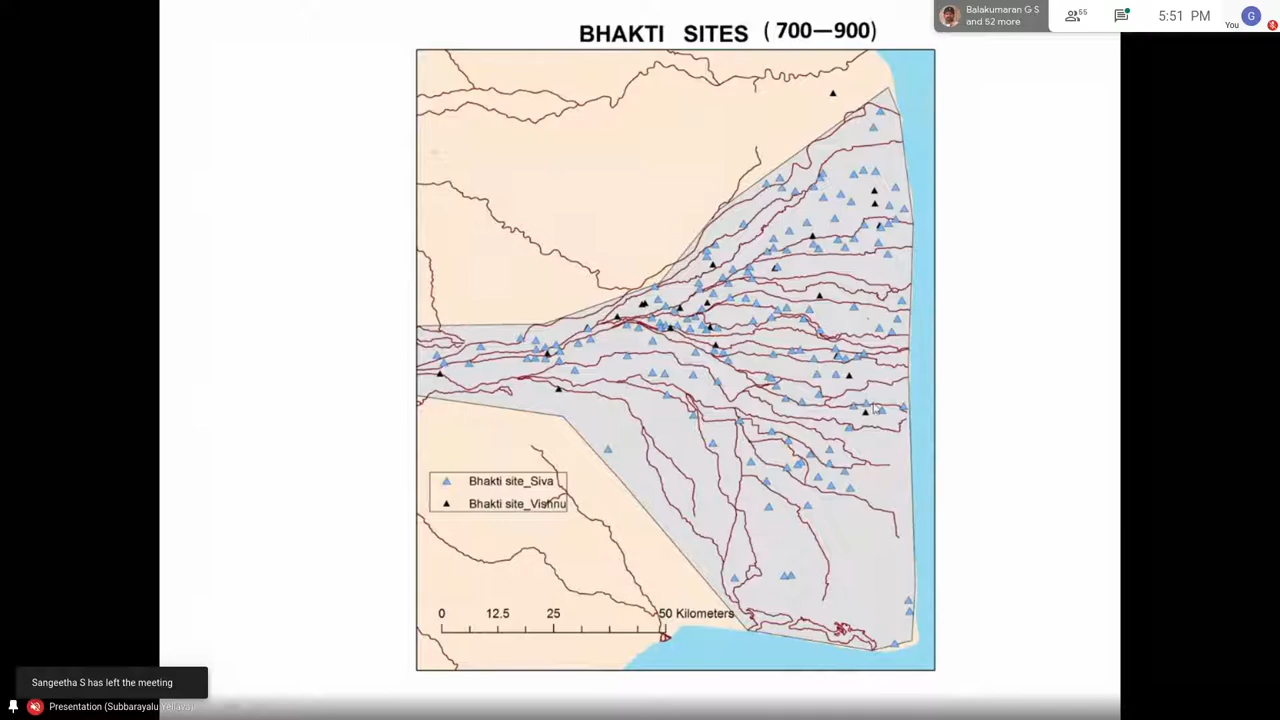 BHAKTI SITES (700—900)
Balakumaran G S
and 52 more
55
5:51 PM
You
G
Bhakti site_Siva
Bhakti site_Vishnu
0 12.5 25 50 Kilometers
Sangeetha S has left the meeting
Presentation (Subbarayalu Yellava)